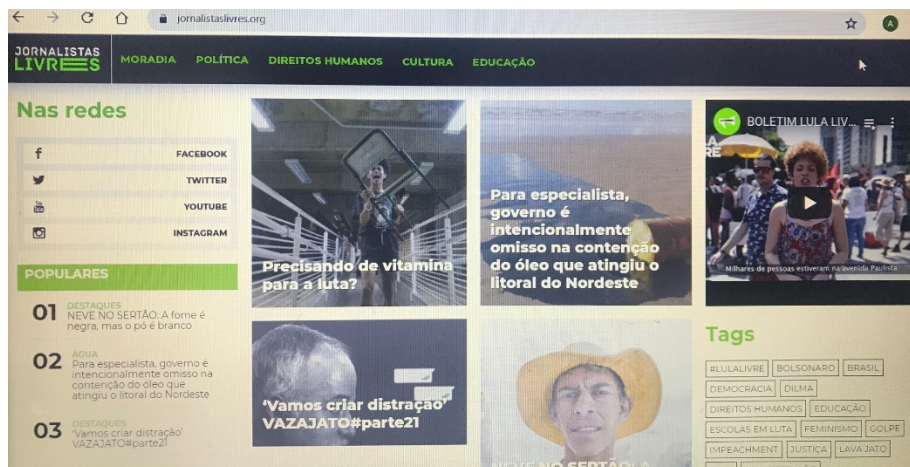 jornalistaslivres.org
A
JORNALISTAS
LIVRES
MORADIA POLÍTICA DIREITOS HUMANOS CULTURA EDUCAÇÃO
Nas redes
FACEBOOK
TWITTER
YOUTUBE
INSTAGRAM
POPULARES
01 DESTAQUES
NEVE NO SERTÃO: A fome é
negra, mas o pó é branco
02 ÁGUA
Para especialista, governo é
intencionalmente omisso na
contenção do óleo que
atingiu o litoral do Nordeste
03 DESTAQUES
'Vamos criar distração'
VAZAJATO#parte21
Precisando de vitamina
para a luta?
Para especialista,
governo é
intencionalmente
omisso na contenção
do óleo que atingiu o
litoral do Nordeste
'Vamos criar distração'
VAZAJATO#parte21
NEVE NO SERTÃO: A
BOLETIM LULA LIV...
Milhares de pessoas estiveram na avenida Paulista
Tags
#LULALIVRE BOLSONARO BRASIL
DEMOCRACIA DILMA
DIREITOS HUMANOS EDUCAÇÃO
ESCOLAS EM LUTA FEMINISMO GOLPE
IMPEACHMENT JUSTIÇA LAVA JATO